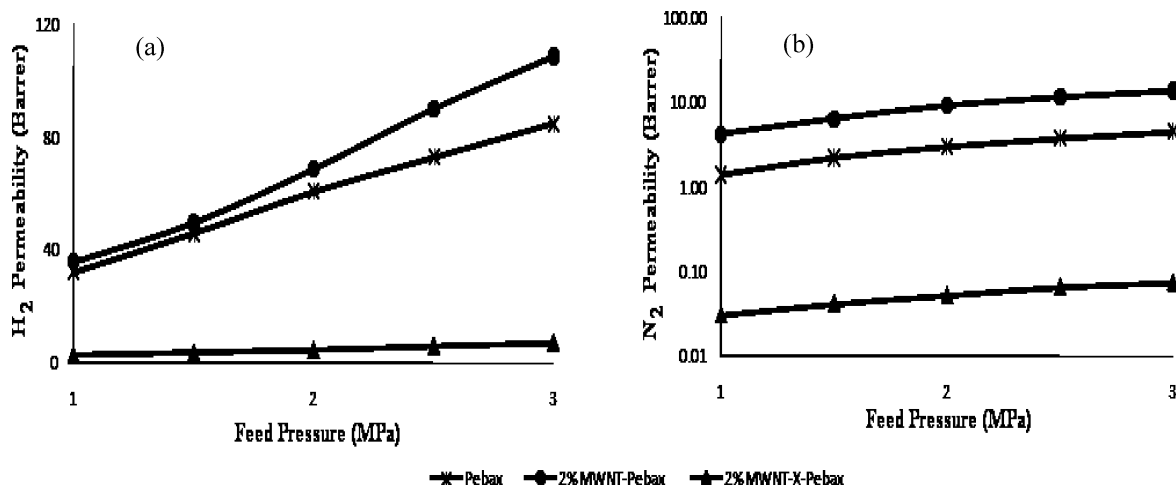 (a)
H2 Permeability (Barrer)
120
80
40
0
1 2 3
Feed Pressure (MPa)
(b)
N2 Permeability (Barrer)
100.00
10.00
1.00
0.10
0.01
1 2 3
Feed Pressure (MPa)
Pebax 2%MWNT-Pebax 2%MWNT-X-Pebax